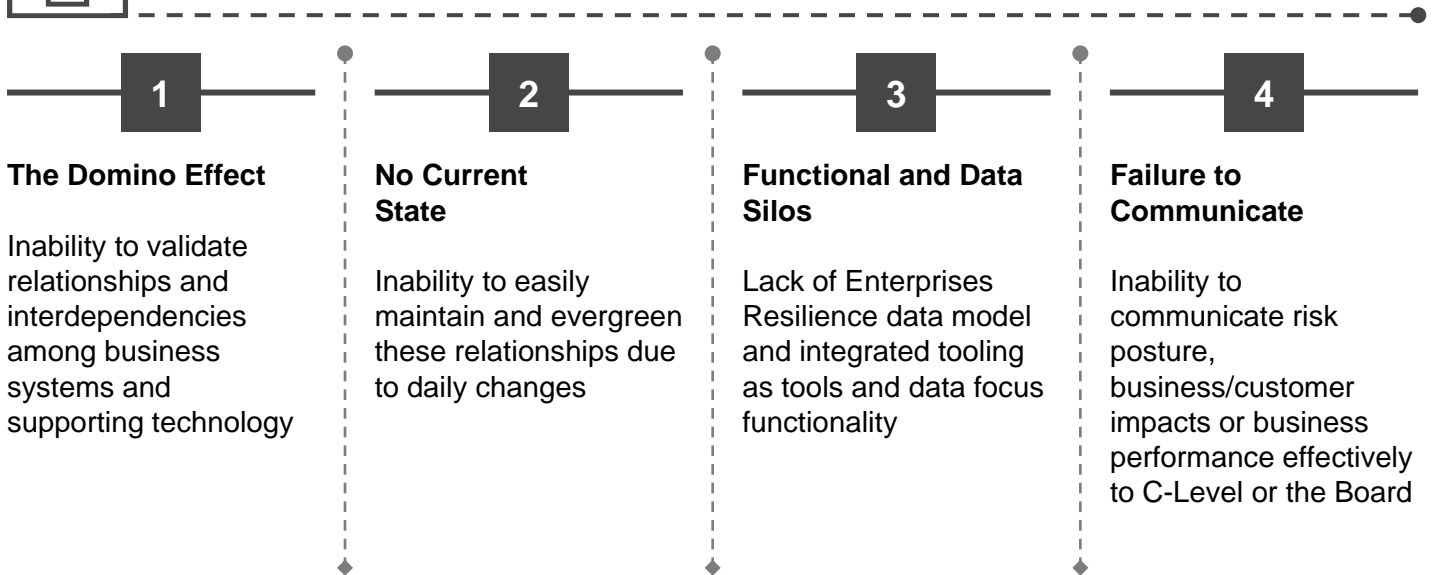 1
The Domino Effect
Inability to validate
relationships and
interdependencies
among business
systems and
supporting technology
2
No Current
State
Inability to easily
maintain and evergreen
these relationships due
to daily changes
3
Functional and Data
Silos
Lack of Enterprises
Resilience data model
and integrated tooling
as tools and data focus
functionality
4
Failure to
Communicate
Inability to
communicate risk
posture,
business/customer
impacts or business
performance effectively
to C-Level or the Board